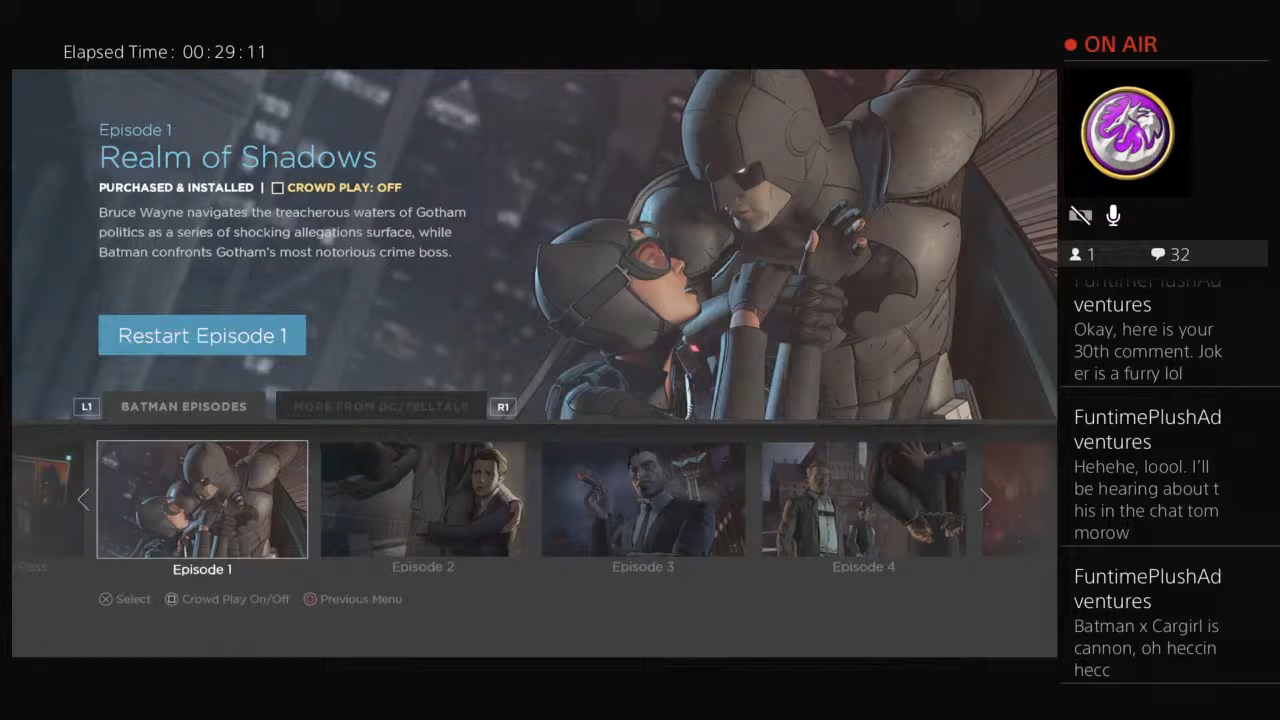 Elapsed Time: 00:29:11
ON AIR
Episode 1
Realm of Shadows
PURCHASED & INSTALLED | CROWD PLAY: OFF
Bruce Wayne navigates the treacherous waters of Gotham
politics as a series of shocking allegations surface, while
Batman confronts Gotham's most notorious crime boss.
Restart Episode 1
L1
BATMAN EPISODES
MORE FROM DC/TELLTALE
R1
Pass
Episode 1
Episode 2
Episode 3
Episode 4
Select
Crowd Play On/Off
Previous Menu
1
32
FuntimePlushAd
ventures
Okay, here is your
30th comment. Jok
er is a furry lol
FuntimePlushAd
ventures
Hehehe, loool. I'll
be hearing about t
his in the chat tom
morow
FuntimePlushAd
ventures
Batman x Cargirl is
cannon, oh heccin
hecc